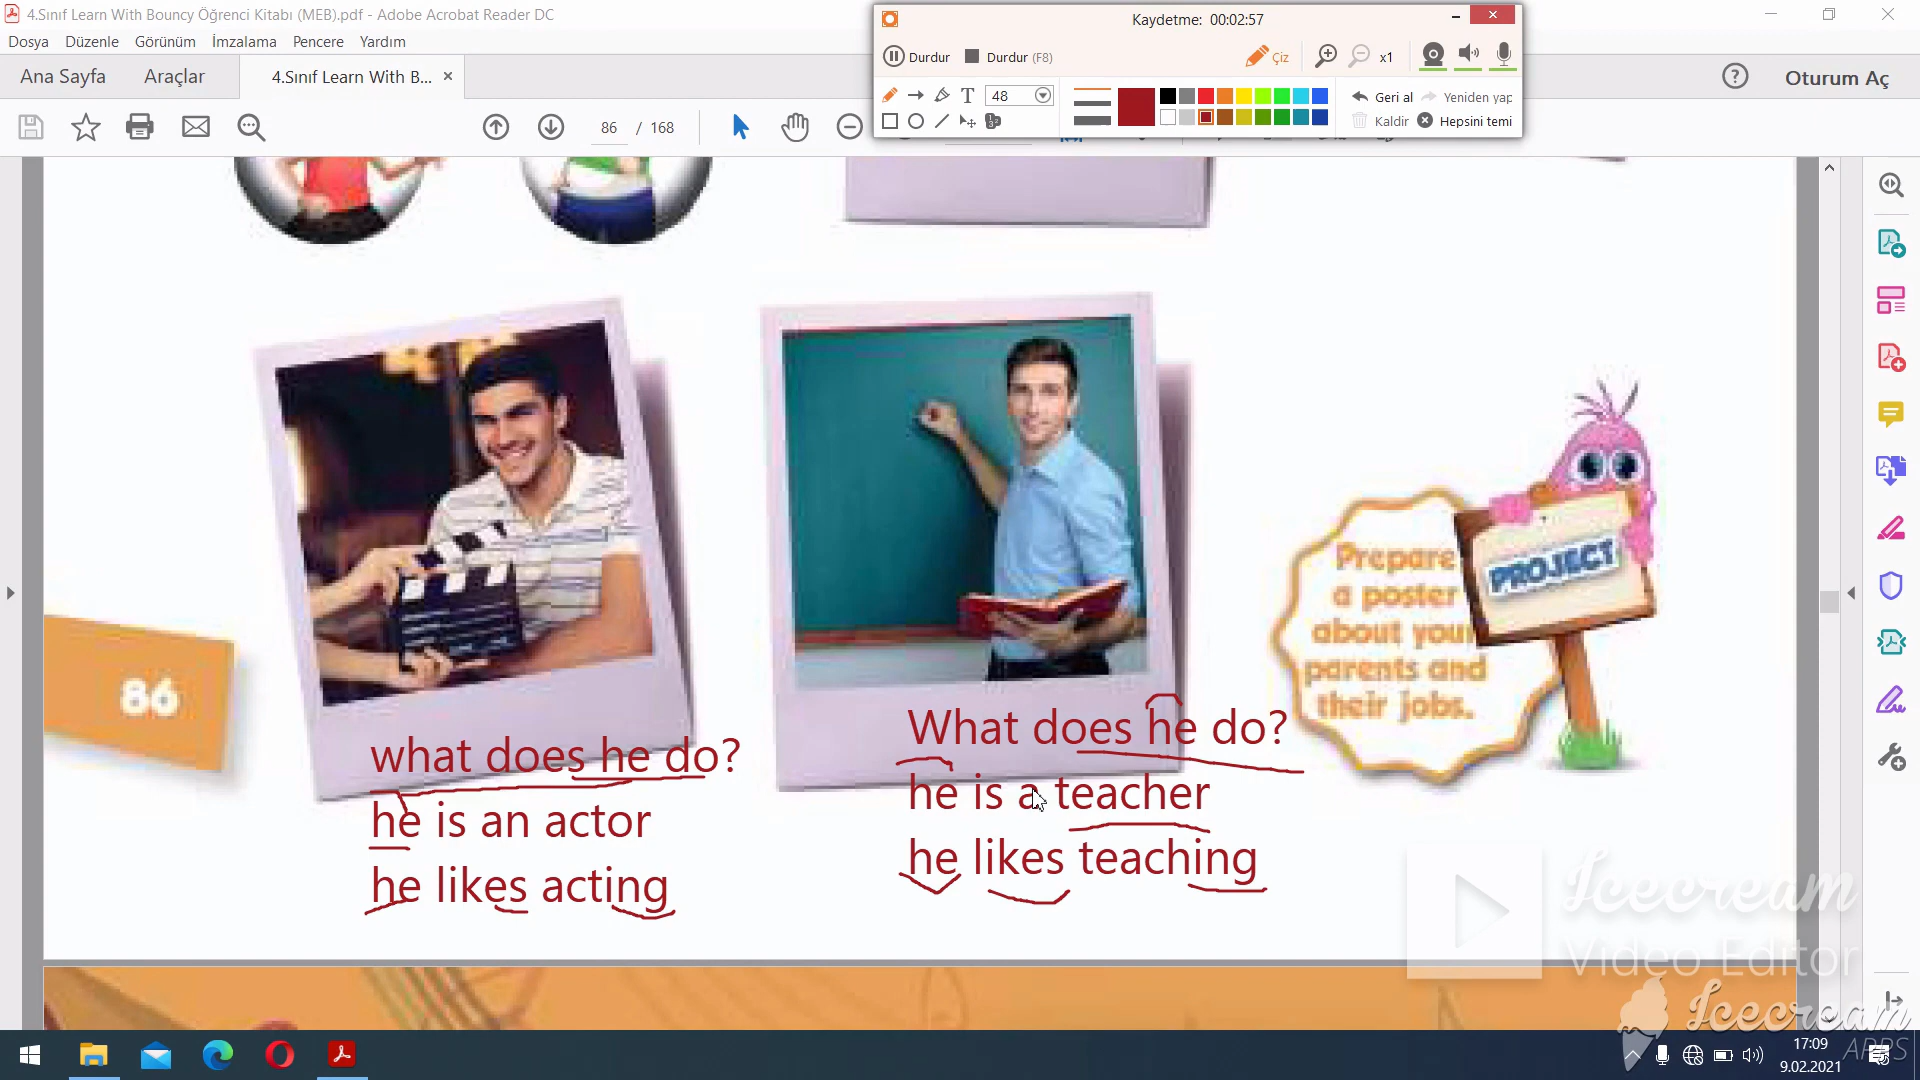 4.Sınıf Learn With Bouncy Öğrenci Kitabı (MEB).pdf - Adobe Acrobat Reader DC
Dosya Düzenle Görünüm İmzalama Pencere Yardım
Ana Sayfa Araçlar 4.Sınıf Learn With B... ×
Oturum Aç
86 / 168
Kaydetme: 00:02:57
Durdur Durdur (F8) Çiz x1
T 48 Geri al Yeniden yap
Kaldır Hepsini temi
Prepare
a poster
about your
parents and
their jobs.
PROJECT
86
what does he do?
he is an actor
he likes acting
What does he do?
he is a teacher
he likes teaching
Icecream
Video Editor
Icecream
APPS
17:09
9.02.2021